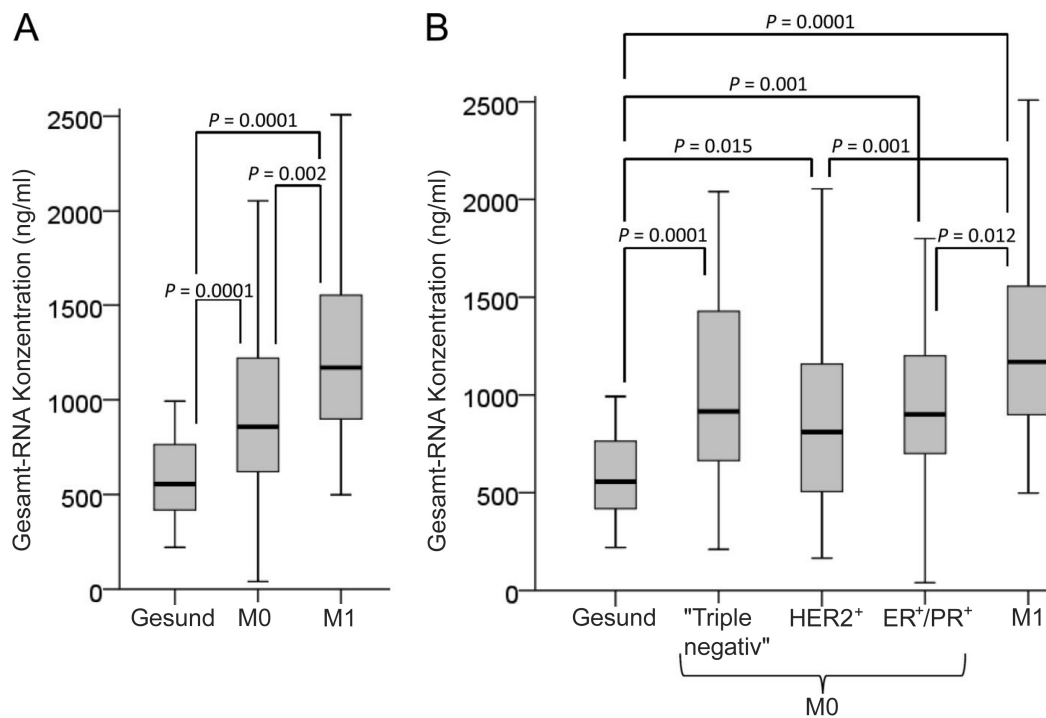 A
Gesamt-RNA Konzentration (ng/ml)
2500
2000
1500
1000
500
0
P = 0.0001
P = 0.002
P = 0.0001
Gesund M0 M1
B
Gesamt-RNA Konzentration (ng/ml)
2500
2000
1500
1000
500
0
P = 0.0001
P = 0.001
P = 0.015 P = 0.001
P = 0.0001 P = 0.012
Gesund "Triple HER2⁺ ER⁺/PR⁺ M1
negativ"
M0